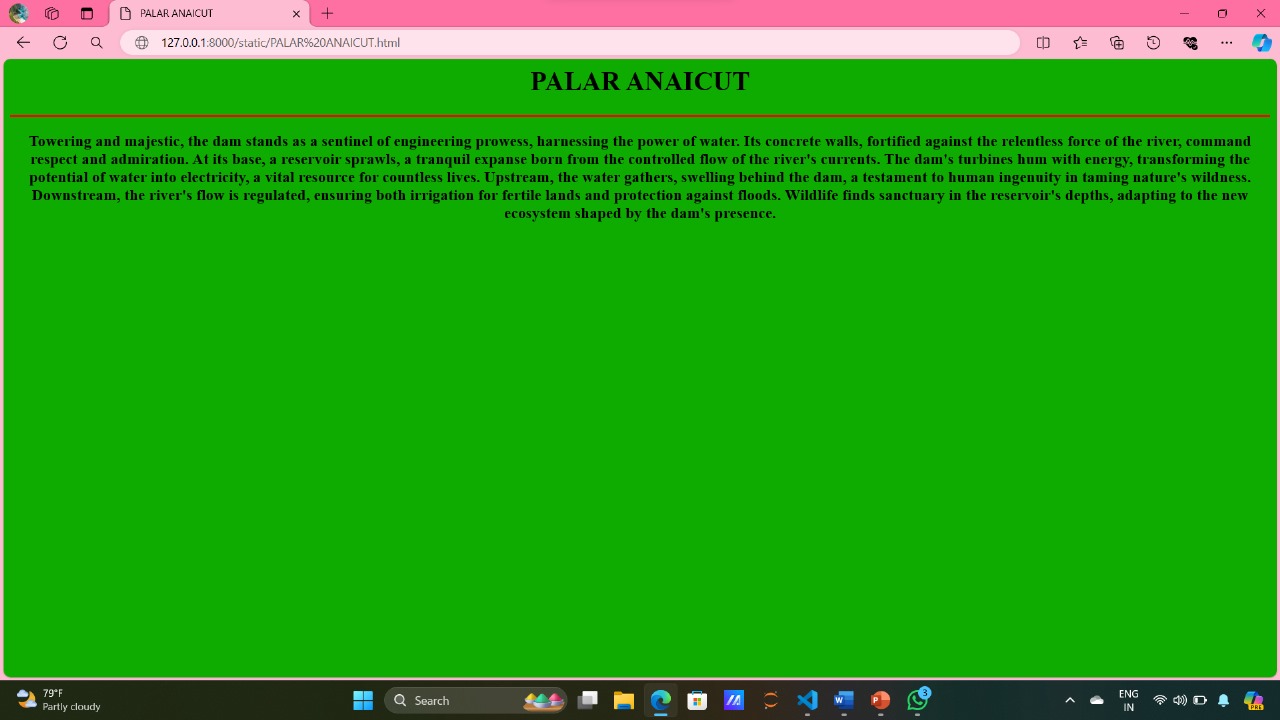 PALAR ANAICUT
127.0.0.1:8000/static/PALAR%20ANAICUT.html
PALAR ANAICUT
Towering and majestic, the dam stands as a sentinel of engineering prowess, harnessing the power of water. Its concrete walls, fortified against the relentless force of the river, command
respect and admiration. At its base, a reservoir sprawls, a tranquil expanse born from the controlled flow of the river's currents. The dam's turbines hum with energy, transforming the
potential of water into electricity, a vital resource for countless lives. Upstream, the water gathers, swelling behind the dam, a testament to human ingenuity in taming nature's wildness.
Downstream, the river's flow is regulated, ensuring both irrigation for fertile lands and protection against floods. Wildlife finds sanctuary in the reservoir's depths, adapting to the new
ecosystem shaped by the dam's presence.
79°F
Partly cloudy
Search
W
P
3
ENG
IN
PRE